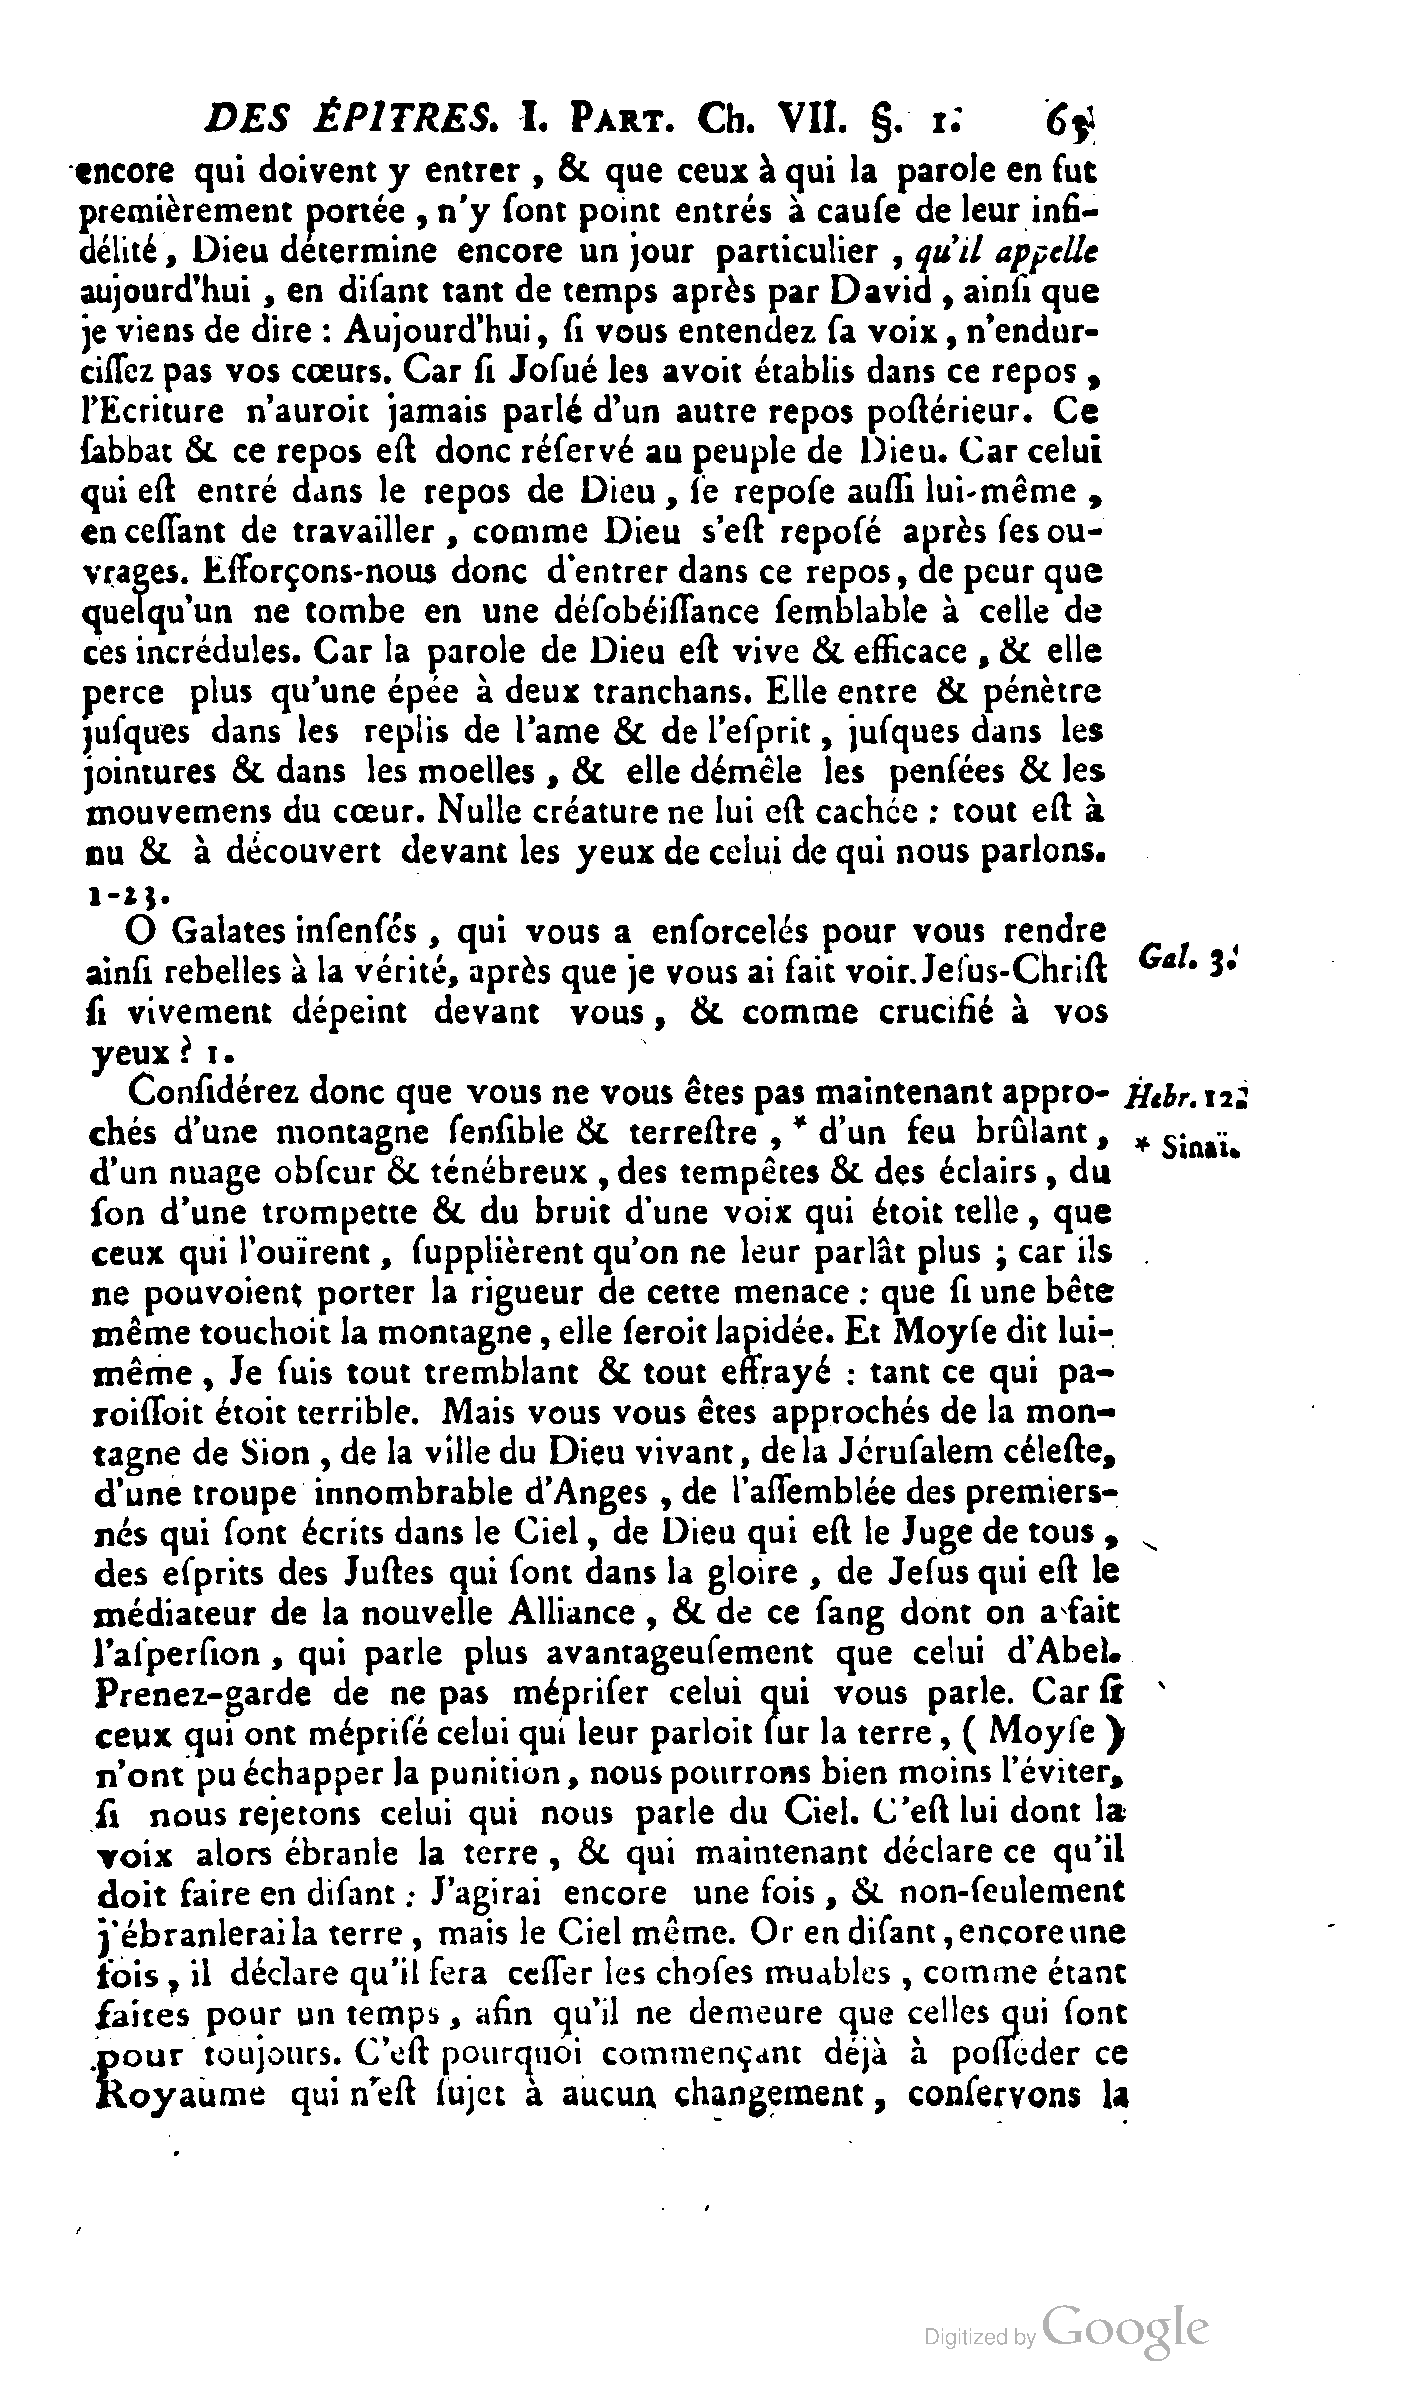 DES ÉPITRES. I. PART. Ch. VII. §. 1. 65
encore qui doivent y entrer, & que ceux à qui la parole en fut
premièrement portée, n'y ſont point entrés à cauſe de leur infi-
délité, Dieu détermine encore un jour particulier, qu'il appelle
aujourd'hui, en diſant tant de temps après par David, ainſi que
je viens de dire : Aujourd'hui, ſi vous entendez ſa voix, n'endur-
ciſſez pas vos cœurs. Car ſi Joſué les avoit établis dans ce repos,
l'Ecriture n'auroit jamais parlé d'un autre repos poſtérieur. Ce
ſabbat & ce repos eſt donc réſervé au peuple de Dieu. Car celui
qui eſt entré dans le repos de Dieu, ſe repoſe auſſi lui-même,
en ceſſant de travailler, comme Dieu s'eſt repoſé après ſes ou-
vrages. Efforçons-nous donc d'entrer dans ce repos, de peur que
quelqu'un ne tombe en une déſobéiſſance ſemblable à celle de
ces incrédules. Car la parole de Dieu eſt vive & efficace, & elle
perce plus qu'une épée à deux tranchans. Elle entre & pénètre
juſques dans les replis de l'ame & de l'eſprit, juſques dans les
jointures & dans les moelles, & elle démêle les penſées & les
mouvemens du cœur. Nulle créature ne lui eſt cachée : tout eſt à
nu & à découvert devant les yeux de celui de qui nous parlons.
1-13.
O Galates inſenſés, qui vous a enſorcelés pour vous rendre
ainſi rebelles à la vérité, après que je vous ai fait voir Jeſus-Chriſt
Gal. 3.
ſi vivement dépeint devant vous, & comme crucifié à vos
yeux ? 1.
Conſidérez donc que vous ne vous êtes pas maintenant appro-
Hebr. 12.
chés d'une montagne ſenſible & terreſtre, * d'un feu brûlant,
* Sinaï.
d'un nuage obſcur & ténébreux, des tempêtes & des éclairs, du
ſon d'une trompette & du bruit d'une voix qui étoit telle, que
ceux qui l'ouïrent, ſupplièrent qu'on ne leur parlât plus ; car ils
ne pouvoient porter la rigueur de cette menace : que ſi une bête
même touchoit la montagne, elle ſeroit lapidée. Et Moyſe dit lui-
même, Je ſuis tout tremblant & tout effrayé : tant ce qui pa-
roiſſoit étoit terrible. Mais vous vous êtes approchés de la mon-
tagne de Sion, de la ville du Dieu vivant, de la Jéruſalem céleſte,
d'une troupe innombrable d'Anges, de l'aſſemblée des premiers-
nés qui ſont écrits dans le Ciel, de Dieu qui eſt le Juge de tous,
des eſprits des Juſtes qui ſont dans la gloire, de Jeſus qui eſt le
médiateur de la nouvelle Alliance, & de ce ſang dont on a fait
l'aſperſion, qui parle plus avantageuſement que celui d'Abel.
Prenez-garde de ne pas mépriſer celui qui vous parle. Car ſi
ceux qui ont mépriſé celui qui leur parloit ſur la terre, ( Moyſe )
n'ont pu échapper la punition, nous pourrons bien moins l'éviter,
ſi nous rejetons celui qui nous parle du Ciel. C'eſt lui dont la
voix alors ébranle la terre, & qui maintenant déclare ce qu'il
doit faire en diſant : J'agirai encore une fois, & non-ſeulement
j'ébranlerai la terre, mais le Ciel même. Or en diſant, encore une
fois, il déclare qu'il fera ceſſer les choſes muables, comme étant
faites pour un temps, afin qu'il ne demeure que celles qui ſont
pour toujours. C'eſt pourquoi commençant déjà à poſſéder ce
Royaume qui n'eſt ſujet à aucun changement, conſervons la
Digitized by Google